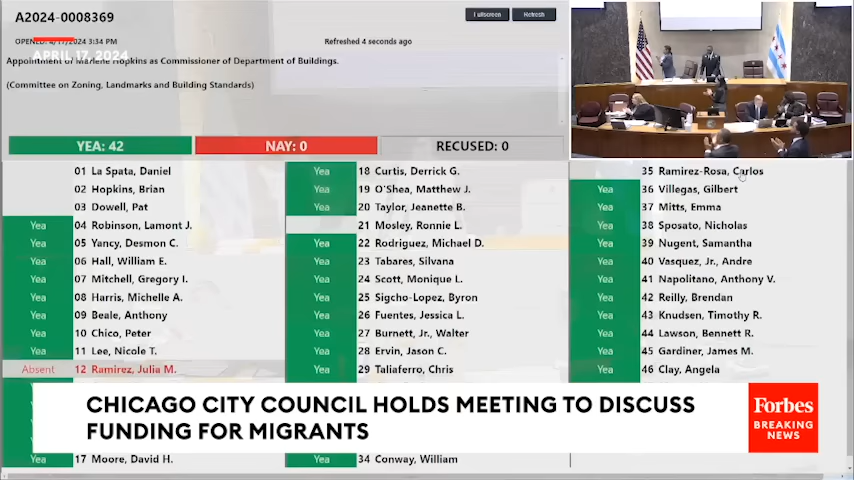 A2024-0008369
Fullscreen
Refresh
OPENED: 4/17/2024 3:34 PM
Refreshed 4 seconds ago
APRIL 17, 2024
Appointment of Marlene Hopkins as Commissioner of Department of Buildings.
(Committee on Zoning, Landmarks and Building Standards)
YEA: 42
NAY: 0
RECUSED: 0
01 La Spata, Daniel
02 Hopkins, Brian
03 Dowell, Pat
Yea 04 Robinson, Lamont J.
Yea 05 Yancy, Desmon C.
Yea 06 Hall, William E.
Yea 07 Mitchell, Gregory I.
Yea 08 Harris, Michelle A.
Yea 09 Beale, Anthony
Yea 10 Chico, Peter
Yea 11 Lee, Nicole T.
Absent 12 Ramirez, Julia M.
Yea 17 Moore, David H.
Yea 18 Curtis, Derrick G.
Yea 19 O'Shea, Matthew J.
Yea 20 Taylor, Jeanette B.
21 Mosley, Ronnie L.
Yea 22 Rodriguez, Michael D.
Yea 23 Tabares, Silvana
Yea 24 Scott, Monique L.
Yea 25 Sigcho-Lopez, Byron
Yea 26 Fuentes, Jessica L.
Yea 27 Burnett, Jr., Walter
Yea 28 Ervin, Jason C.
Yea 29 Taliaferro, Chris
Yea 34 Conway, William
35 Ramirez-Rosa, Carlos
Yea 36 Villegas, Gilbert
Yea 37 Mitts, Emma
Yea 38 Sposato, Nicholas
Yea 39 Nugent, Samantha
Yea 40 Vasquez, Jr., Andre
Yea 41 Napolitano, Anthony V.
Yea 42 Reilly, Brendan
Yea 43 Knudsen, Timothy R.
Yea 44 Lawson, Bennett R.
Yea 45 Gardiner, James M.
Yea 46 Clay, Angela
CHICAGO CITY COUNCIL HOLDS MEETING TO DISCUSS
FUNDING FOR MIGRANTS
Forbes
BREAKING
NEWS